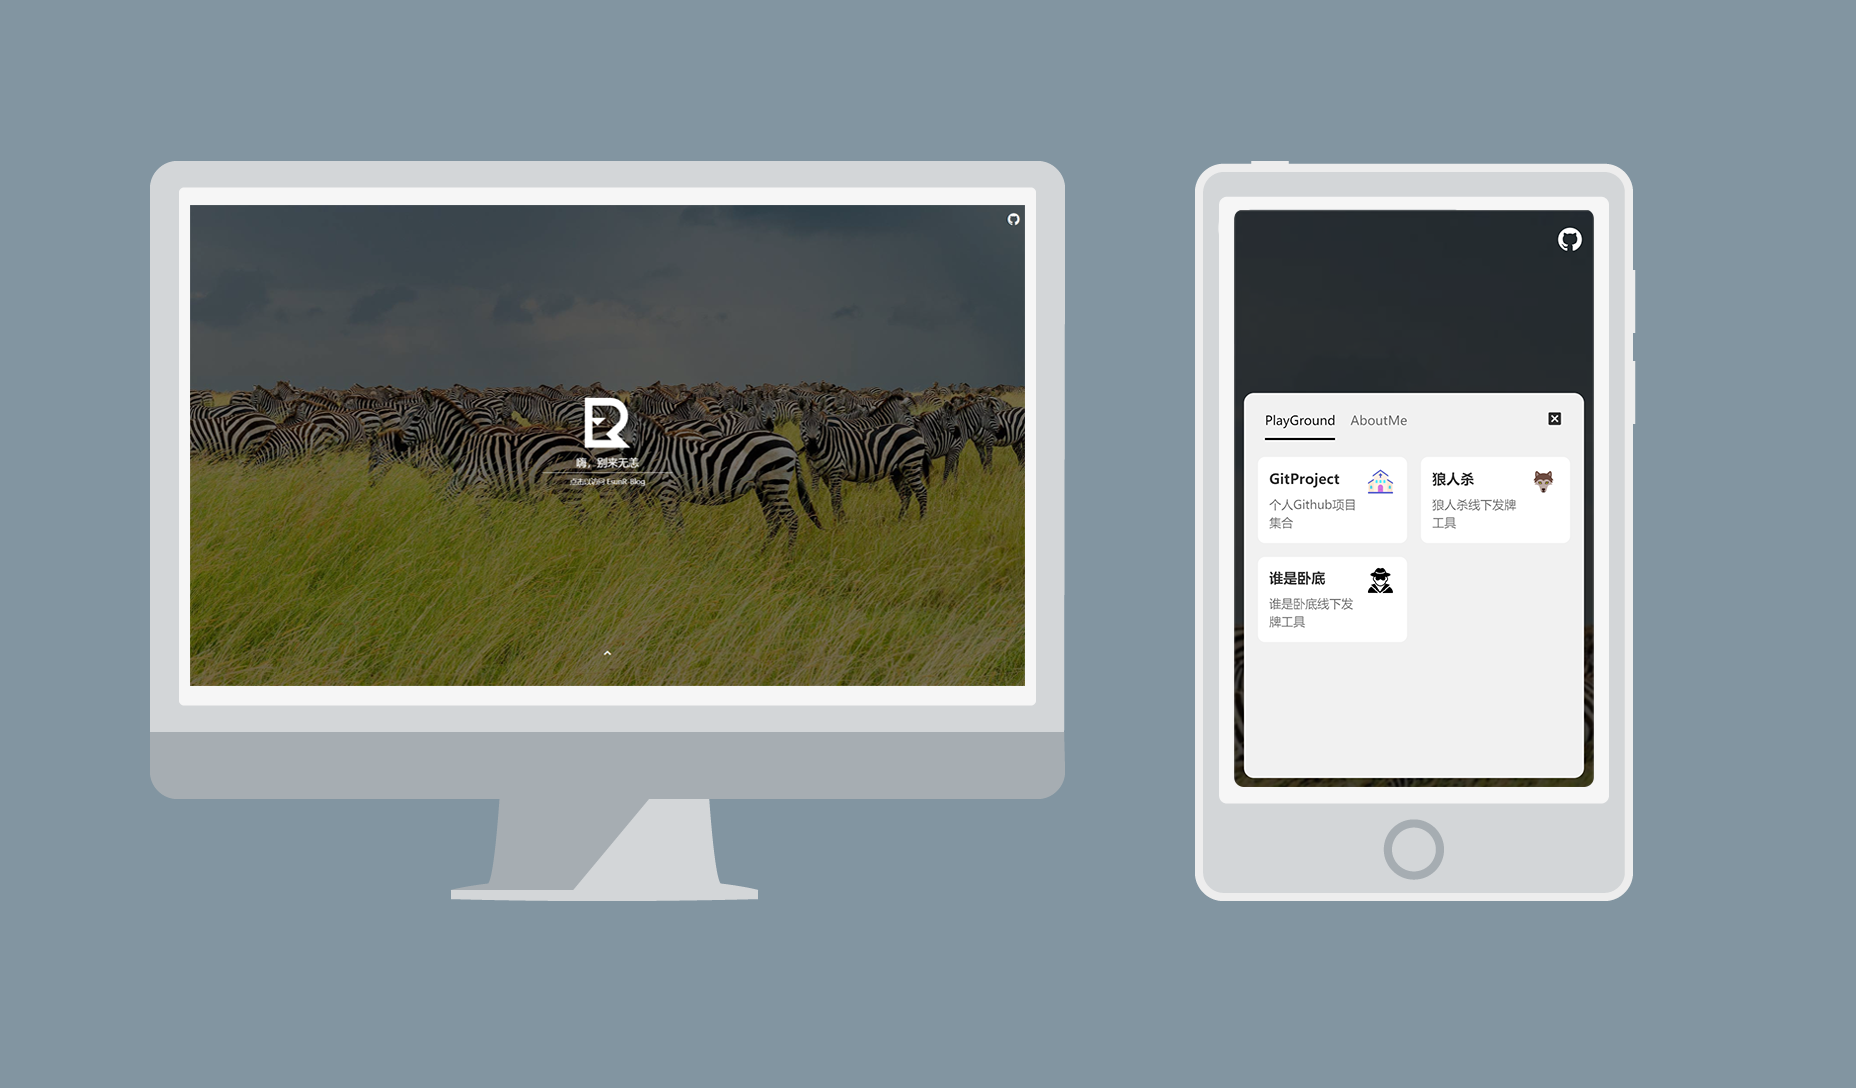 嗨，别来无恙
点击以访问 EsunR-Blog
PlayGround AboutMe
GitProject
个人Github项目
集合
狼人杀
狼人杀线下发牌
工具
谁是卧底
谁是卧底线下发
牌工具